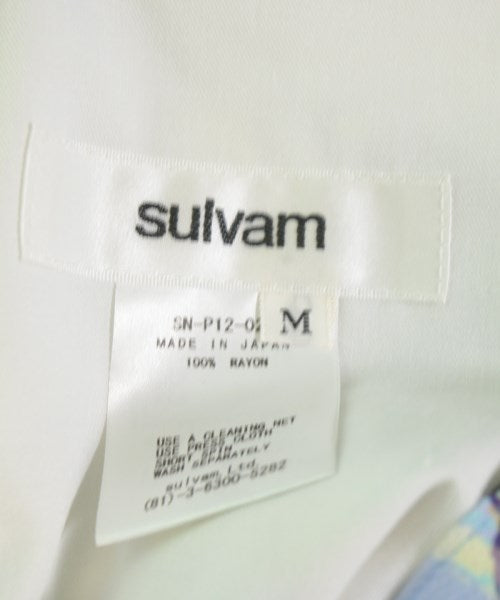 sulvam
M
SN-P12-02
MADE IN JAPAN
100% RAYON
USE A CLEANING NET
USE PRESS CLOTH
SHORT SPIN
WASH SEPARATELY
sulvam Ltd.
(81)-3-6300-5282